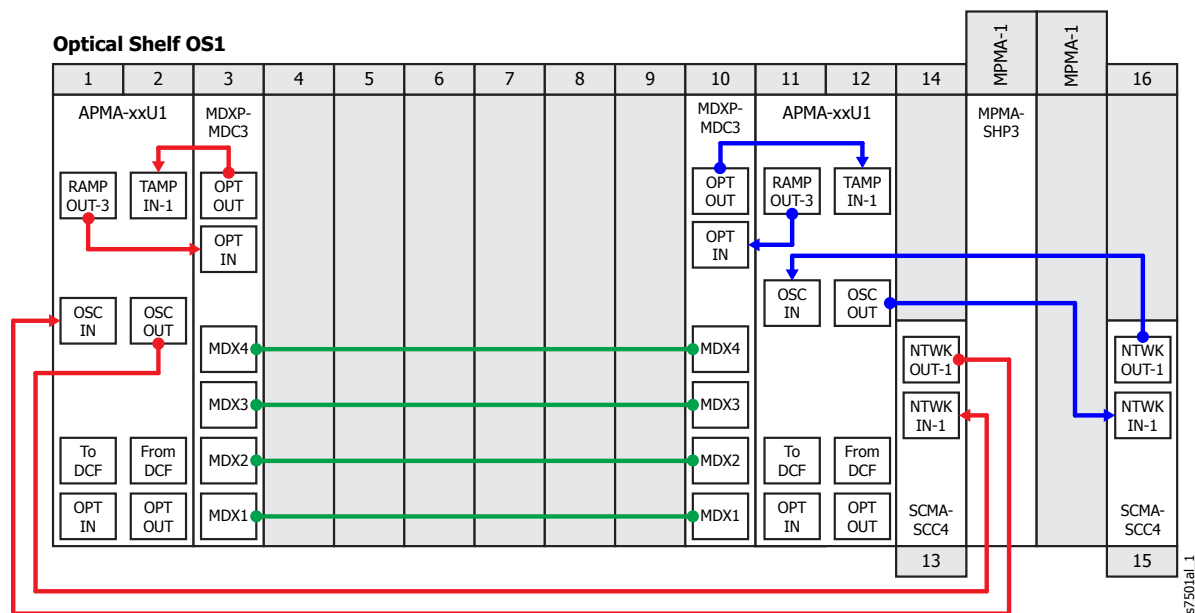 Optical Shelf OS1
MPMA-1
MPMA-1
1
2
3
4
5
6
7
8
9
10
11
12
14
16
APMA-xxU1
MDXP-
MDC3
MDXP-
MDC3
APMA-xxU1
MPMA-
SHP3
RAMP
OUT-3
TAMP
IN-1
OPT
OUT
OPT
IN
OPT
OUT
RAMP
OUT-3
TAMP
IN-1
OPT
IN
OSC
IN
OSC
OUT
OSC
IN
OSC
OUT
MDX4
MDX4
NTWK
OUT-1
NTWK
OUT-1
MDX3
MDX3
NTWK
IN-1
NTWK
IN-1
To
DCF
From
DCF
MDX2
MDX2
To
DCF
From
DCF
OPT
IN
OPT
OUT
MDX1
MDX1
OPT
IN
OPT
OUT
SCMA-
SCC4
SCMA-
SCC4
13
15
s7501al_1